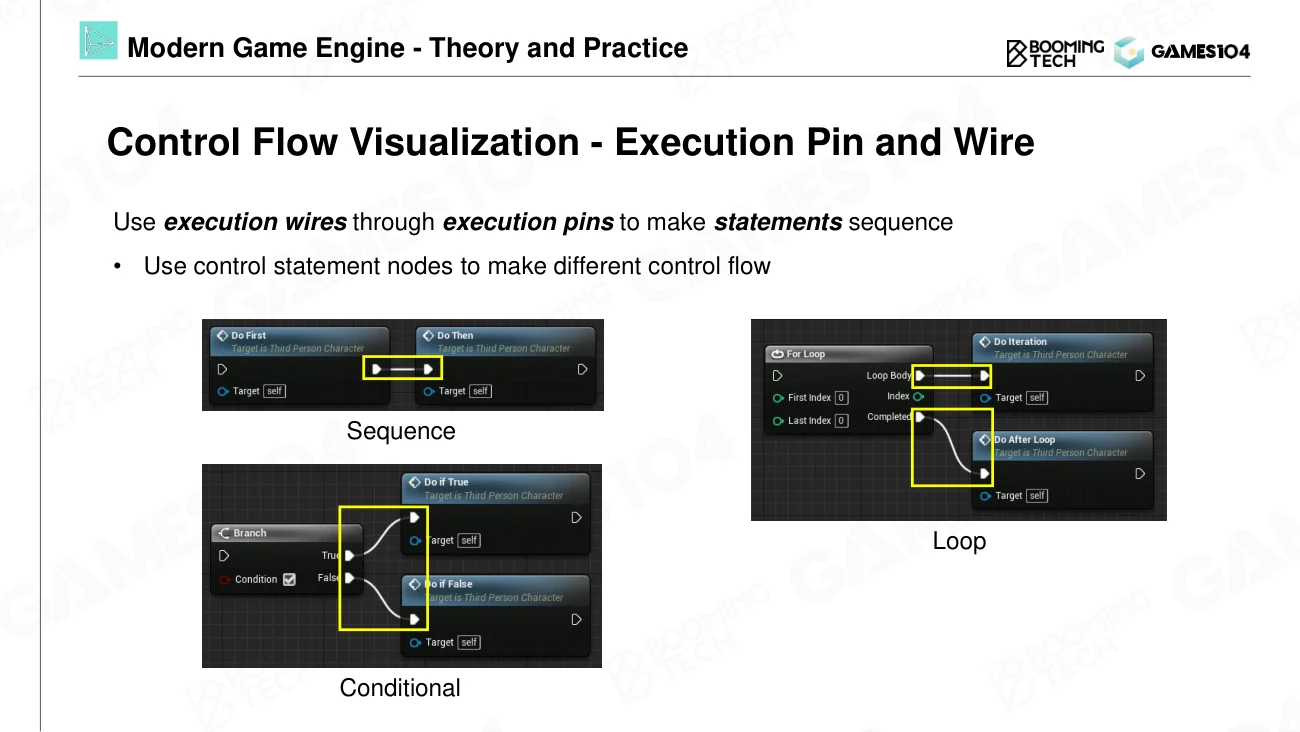 Modern Game Engine - Theory and Practice
BOOMING
TECH
GAMES104
Control Flow Visualization - Execution Pin and Wire
Use execution wires through execution pins to make statements sequence
• Use control statement nodes to make different control flow
Do First
Target is Third Person Character
Target self
Do Then
Target is Third Person Character
Target self
Sequence
Branch
True
Condition
False
Do if True
Target is Third Person Character
Target self
Do if False
Target is Third Person Character
Target self
Conditional
For Loop
Loop Body
First Index 0
Index
Last Index 0
Completed
Do Iteration
Target is Third Person Character
Target self
Do After Loop
Target is Third Person Character
Target self
Loop